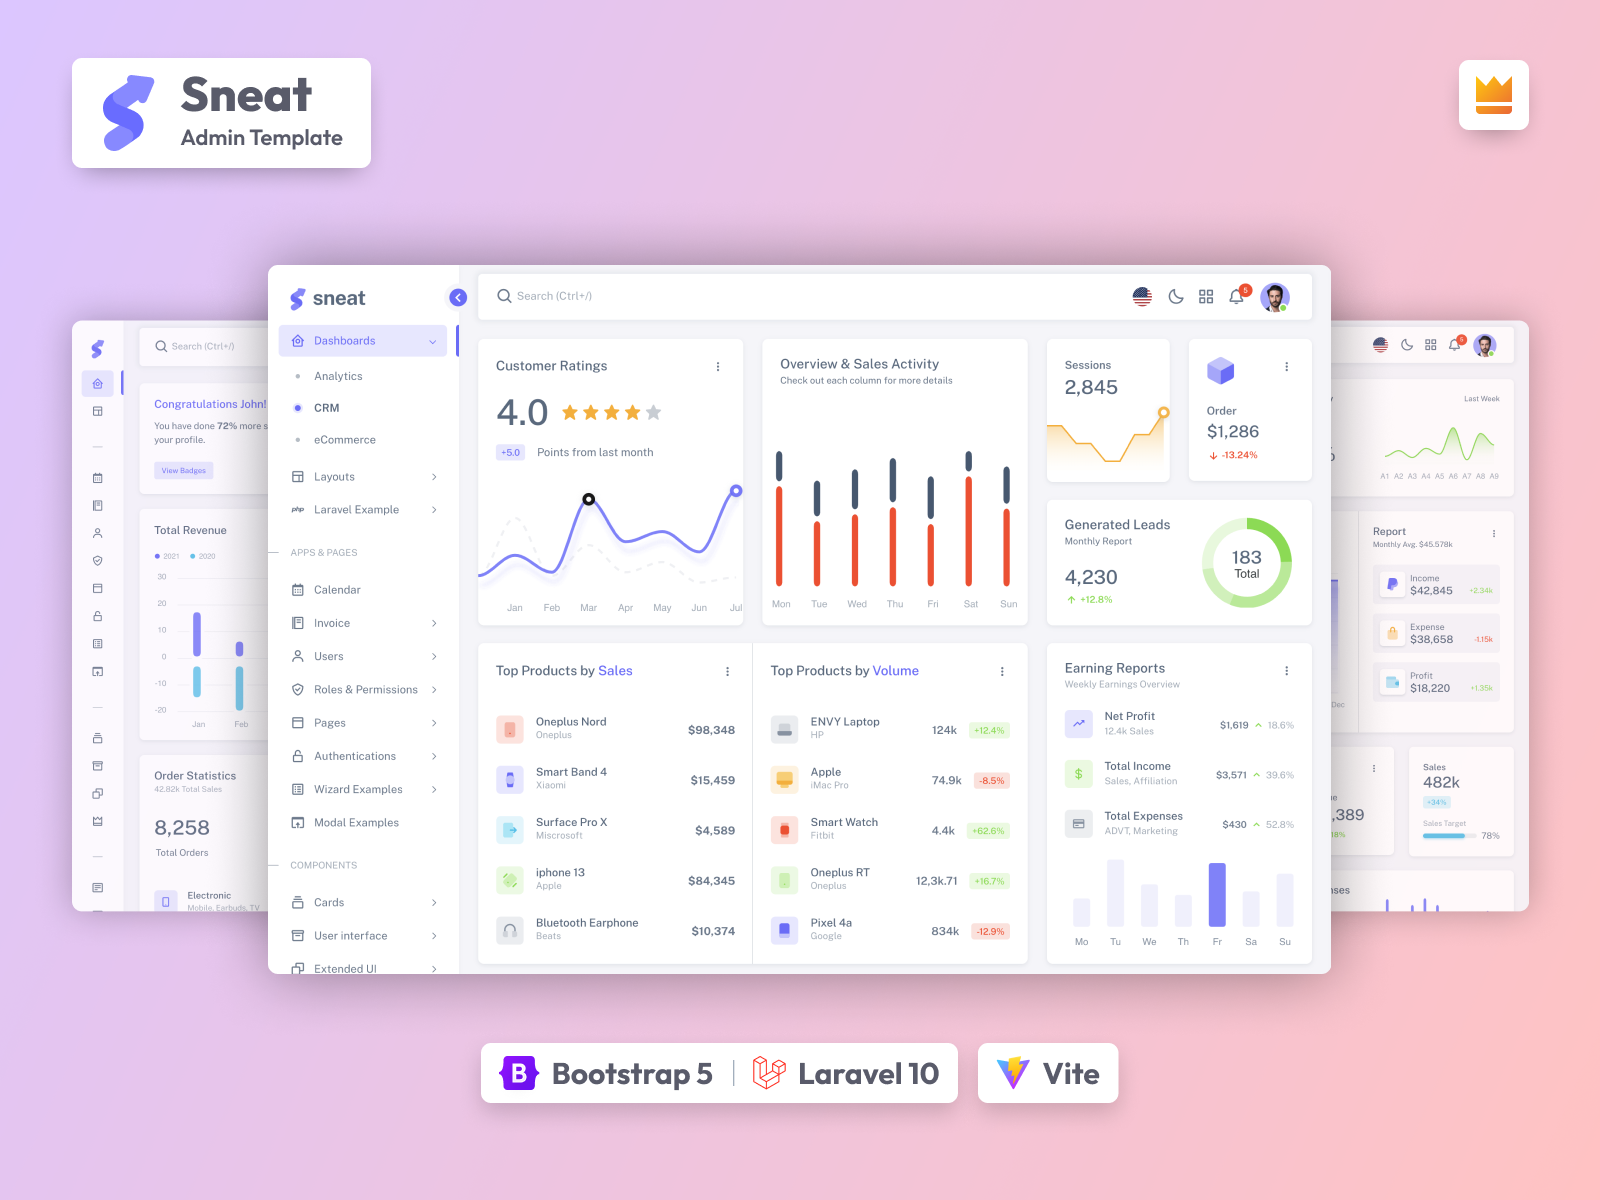 Sneat
Admin Template
sneat
Dashboards
Analytics
CRM
eCommerce
Layouts
php
Laravel Example
APPS & PAGES
Calendar
Invoice
Users
Roles & Permissions
Pages
Authentications
Wizard Examples
Modal Examples
COMPONENTS
Cards
User interface
Extended UI
Search (Ctrl+/)
5
Customer Ratings
4.0
+5.0 Points from last month
Jan Feb Mar Apr May Jun Jul
Overview & Sales Activity
Check out each column for more details
Mon Tue Wed Thu Fri Sat Sun
Sessions
2,845
Order
$1,286
-13.24%
Generated Leads
Monthly Report
4,230
+12.8%
183
Total
Top Products by Sales
Oneplus Nord
Oneplus
$98,348
Smart Band 4
Xiaomi
$15,459
Surface Pro X
Miscrosoft
$4,589
iphone 13
Apple
$84,345
Bluetooth Earphone
Beats
$10,374
Top Products by Volume
ENVY Laptop
HP
124k +12.4%
Apple
iMac Pro
74.9k -8.5%
Smart Watch
Fitbit
4.4k +62.6%
Oneplus RT
Oneplus
12,3k.71 +16.7%
Pixel 4a
Google
834k -12.9%
Earning Reports
Weekly Earnings Overview
Net Profit
12.4k Sales
$1,619 18.6%
Total Income
Sales, Affiliation
$3,571 39.6%
Total Expenses
ADVT, Marketing
$430 52.8%
Mo Tu We Th Fr Sa Su
Search (Ctrl+/)
Congratulations John!
You have done 72% more s
your profile.
View Badges
Total Revenue
2021 2020
30
20
10
0
-10
-20
Jan Feb
Order Statistics
42.82k Total Sales
8,258
Total Orders
Electronic
Mobile, Earbuds, TV
5
Last Week
A1 A2 A3 A4 A5 A6 A7 A8 A9
Report
Monthly Avg. $45.578k
Income
$42,845 +2.34k
Expense
$38,658 -1.15k
Profit
$18,220 +1.35k
Dec
,389
18%
Sales
482k
+34%
Sales Target
78%
nses
Bootstrap 5
Laravel 10
Vite